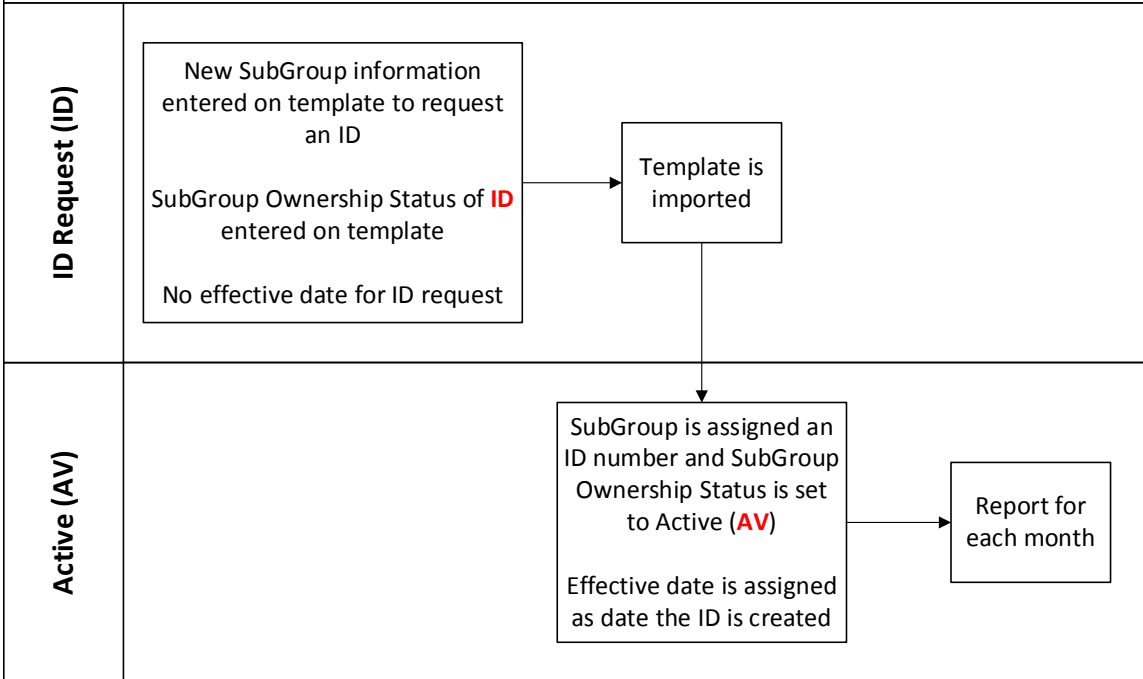 ID Request (ID)
New SubGroup information
entered on template to request
an ID
SubGroup Ownership Status of ID
entered on template
No effective date for ID request
Template is
imported
Active (AV)
SubGroup is assigned an
ID number and SubGroup
Ownership Status is set
to Active (AV)
Effective date is assigned
as date the ID is created
Report for
each month